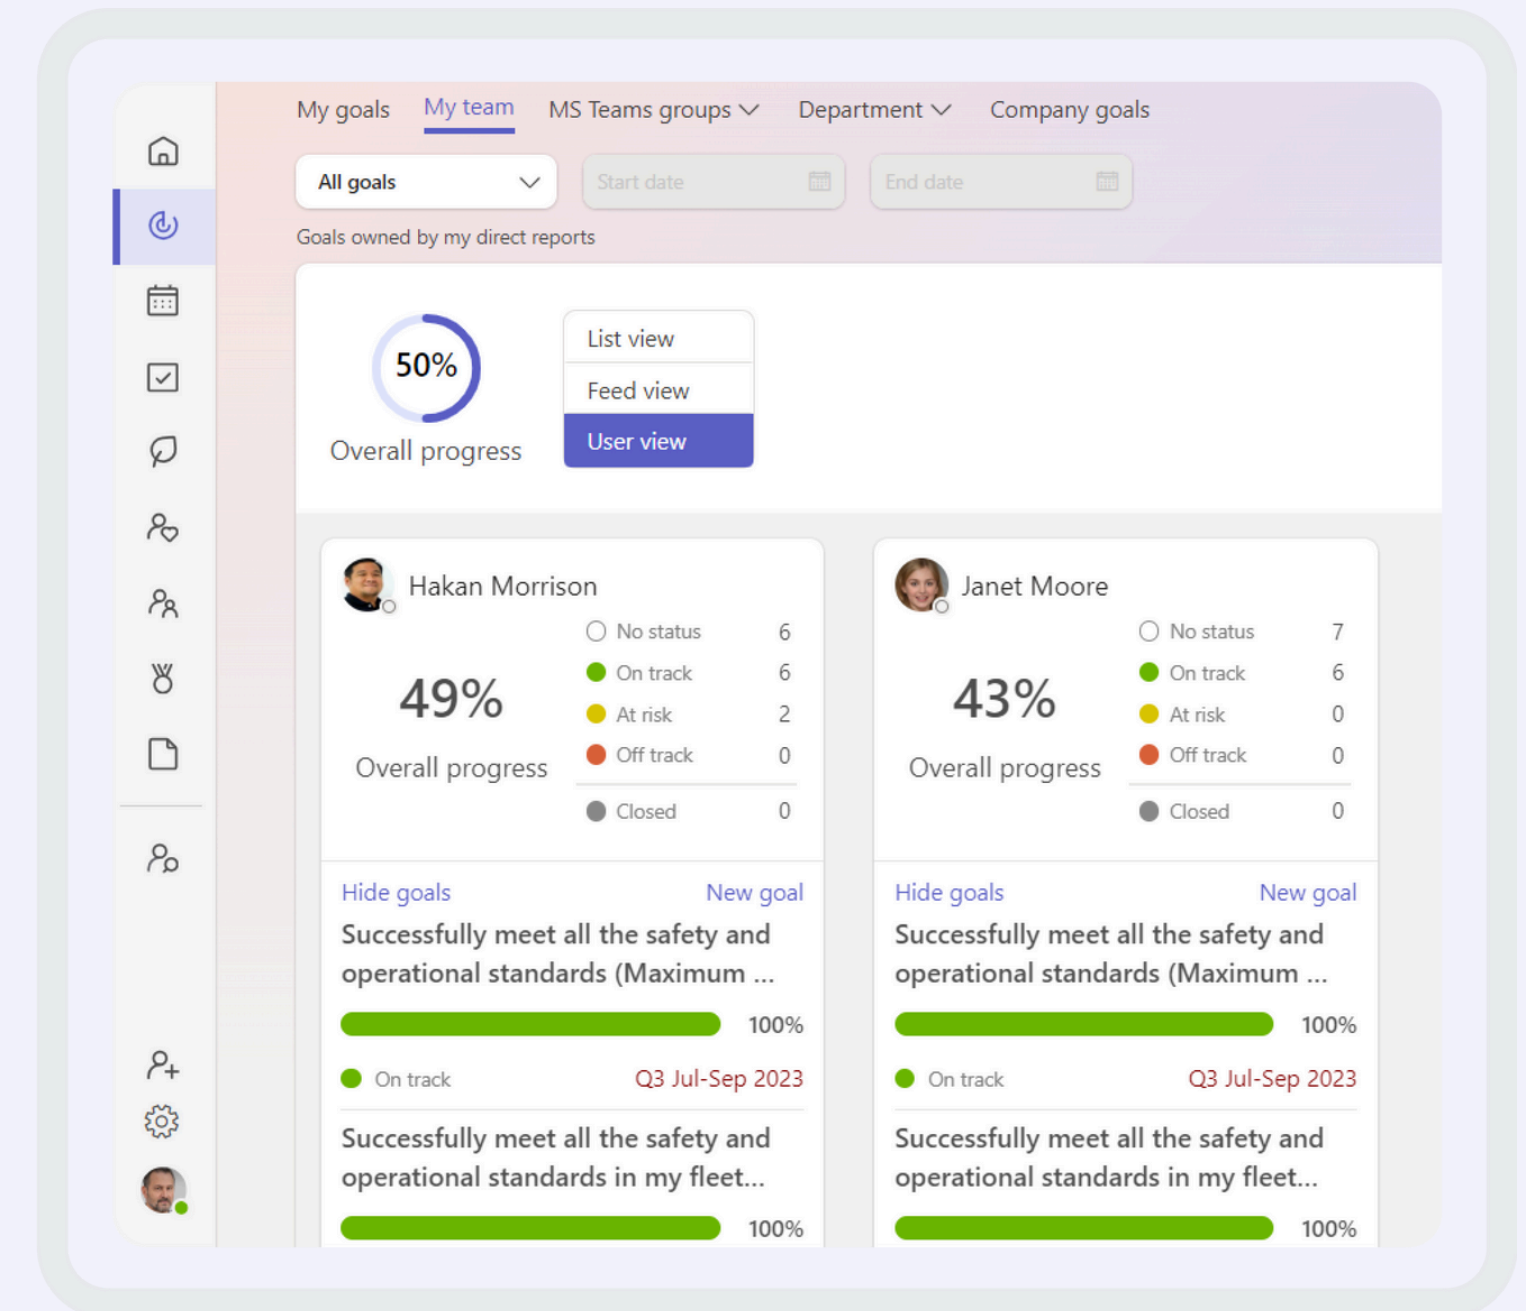 My goals My team MS Teams groups Department Company goals
All goals Start date End date
Goals owned by my direct reports
50%
Overall progress
List view
Feed view
User view
Hakan Morrison
No status 6
On track 6
At risk 2
Off track 0
Closed 0
49%
Overall progress
Hide goals New goal
Successfully meet all the safety and
operational standards (Maximum ...
100%
On track Q3 Jul-Sep 2023
Successfully meet all the safety and
operational standards in my fleet...
100%
Janet Moore
No status 7
On track 6
At risk 0
Off track 0
Closed 0
43%
Overall progress
Hide goals New goal
Successfully meet all the safety and
operational standards (Maximum ...
100%
On track Q3 Jul-Sep 2023
Successfully meet all the safety and
operational standards in my fleet...
100%